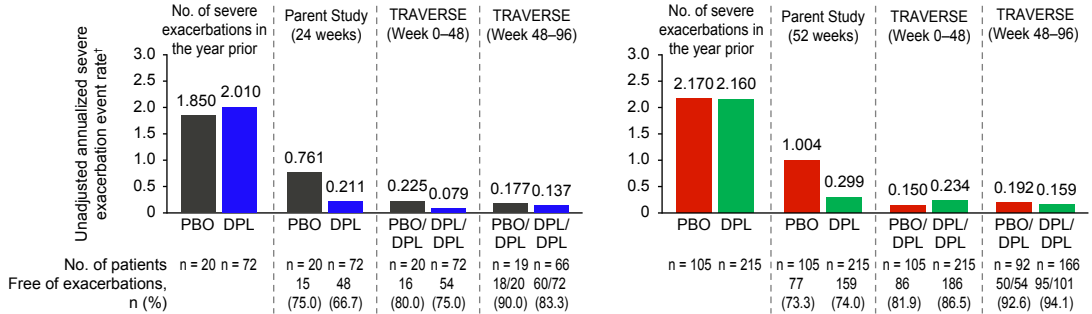 No. of severe exacerbations in the year prior
Parent Study (24 weeks)
TRAVERSE (Week 0–48)
TRAVERSE (Week 48–96)
Unadjusted annualized severe exacerbation event rate†
3.0
2.5
2.0
1.5
1.0
0.5
0
1.850 2.010
0.761 0.211
0.225 0.079
0.177 0.137
PBO DPL
PBO DPL
PBO/DPL DPL/DPL
PBO/DPL DPL/DPL
No. of patients n = 20 n = 72 n = 20 n = 72 n = 20 n = 72 n = 19 n = 66
Free of exacerbations, 15 48 16 54 18/20 60/72
n (%) (75.0) (66.7) (80.0) (75.0) (90.0) (83.3)
No. of severe exacerbations in the year prior
Parent Study (52 weeks)
TRAVERSE (Week 0–48)
TRAVERSE (Week 48–96)
3.0
2.5
2.0
1.5
1.0
0.5
0
2.170 2.160
1.004 0.299
0.150 0.234
0.192 0.159
PBO DPL
PBO DPL
PBO/DPL DPL/DPL
PBO/DPL DPL/DPL
n = 105 n = 215 n = 105 n = 215 n = 105 n = 215 n = 92 n = 166
77 159 86 186 50/54 95/101
(73.3) (74.0) (81.9) (86.5) (92.6) (94.1)